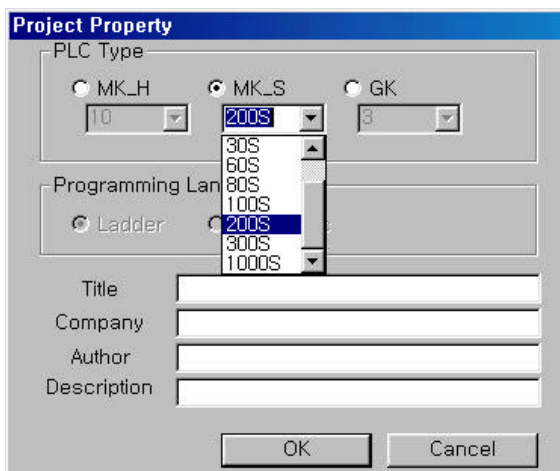 Project Property
PLC Type
MK_H MK_S GK
10 200S 3
30S
60S
80S
100S
200S
300S
1000S
Programming Lan
Ladder
Title
Company
Author
Description
OK Cancel